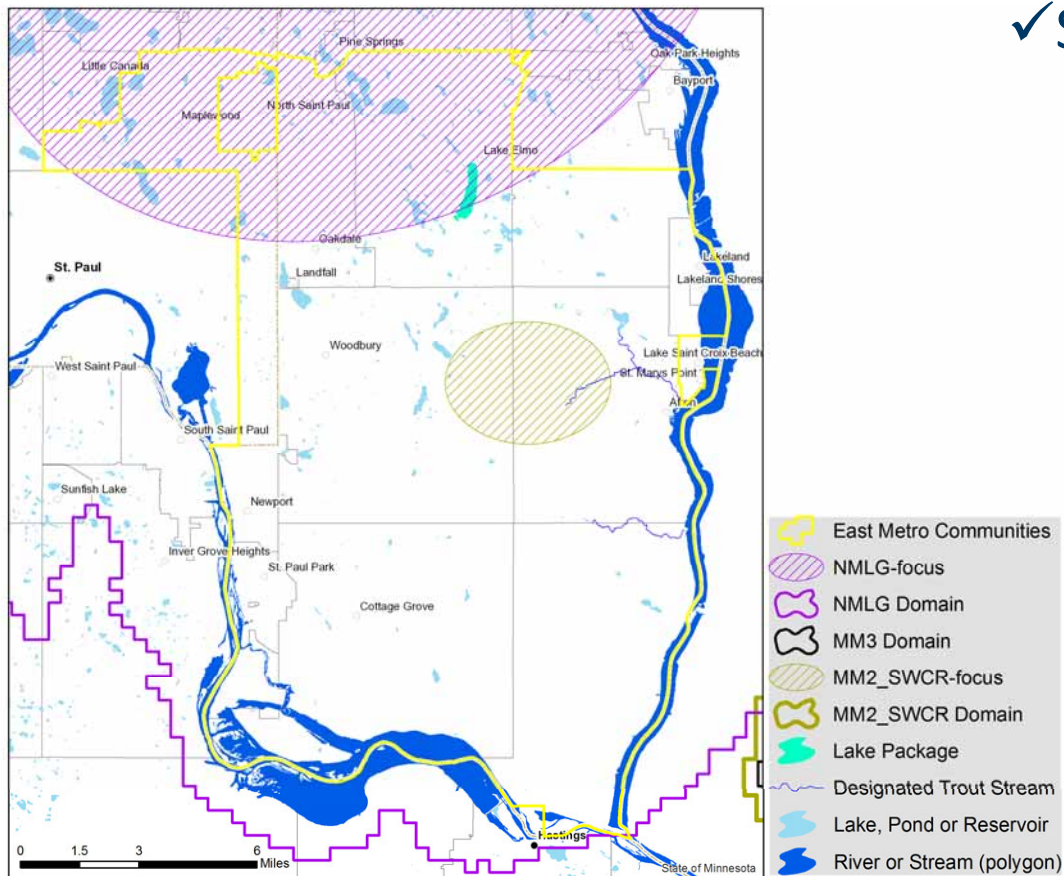 ✓S
Pine Springs
Oak Park Heights
Little Canada
Bayport
North Saint Paul
Maplewood
Lake Elmo
Oakdale
Lakeland
St. Paul
Landfall
Lakeland Shores
Woodbury
Lake Saint Croix Beach
West Saint Paul
St. Marys Point
Afton
South Saint Paul
Sunfish Lake
Newport
Inver Grove Heights
St. Paul Park
Cottage Grove
Hastings
0 1.5 3 6
Miles
State of Minnesota
East Metro Communities
NMLG-focus
NMLG Domain
MM3 Domain
MM2_SWCR-focus
MM2_SWCR Domain
Lake Package
Designated Trout Stream
Lake, Pond or Reservoir
River or Stream (polygon)